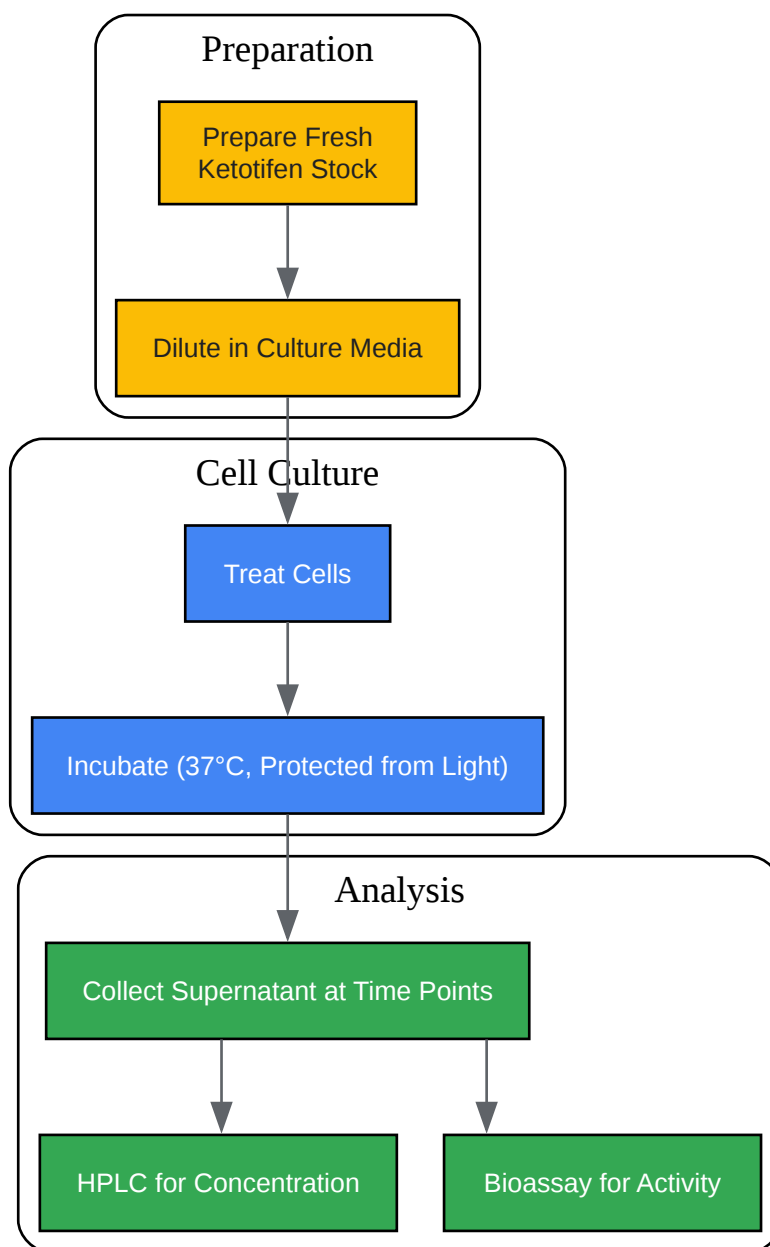 Preparation
Prepare Fresh
Ketotifen Stock
Dilute in Culture Media
Cell Culture
Treat Cells
Incubate (37°C, Protected from Light)
Analysis
Collect Supernatant at Time Points
HPLC for Concentration
Bioassay for Activity